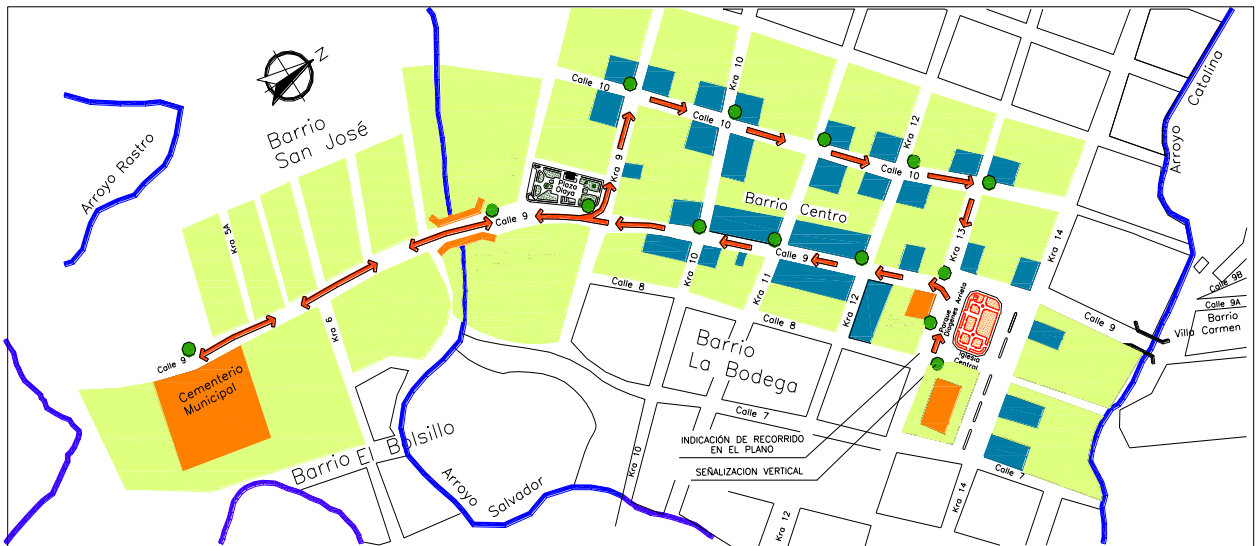 Kra 10
Kra 9
Calle 10
Calle 10
Kra 12
Calle 10
Arroyo
Catalina
Z
Barrio
San José
Arroyo Rastro
Plaza
Olaya
Barrio Centro
Calle 9
Kra 5A
Kra 13
Kra 14
Calle 9
Kra 10
Kra 11
Kra 12
Calle 8
Calle 8
Parque
Diogenes Arrieta
Iglesia
Central
Calle 9
Calle 9B
Calle 9A
Barrio
Villa Carmen
Kra 6
Calle 9
Cementerio
Municipal
Barrio
La Bodega
Calle 7
INDICACIÓN DE RECORRIDO
EN EL PLANO
SEÑALIZACION VERTICAL
Barrio El Bolsillo
Arroyo
Salvador
Kra 10
Kra 12
Kra 14
Calle 7